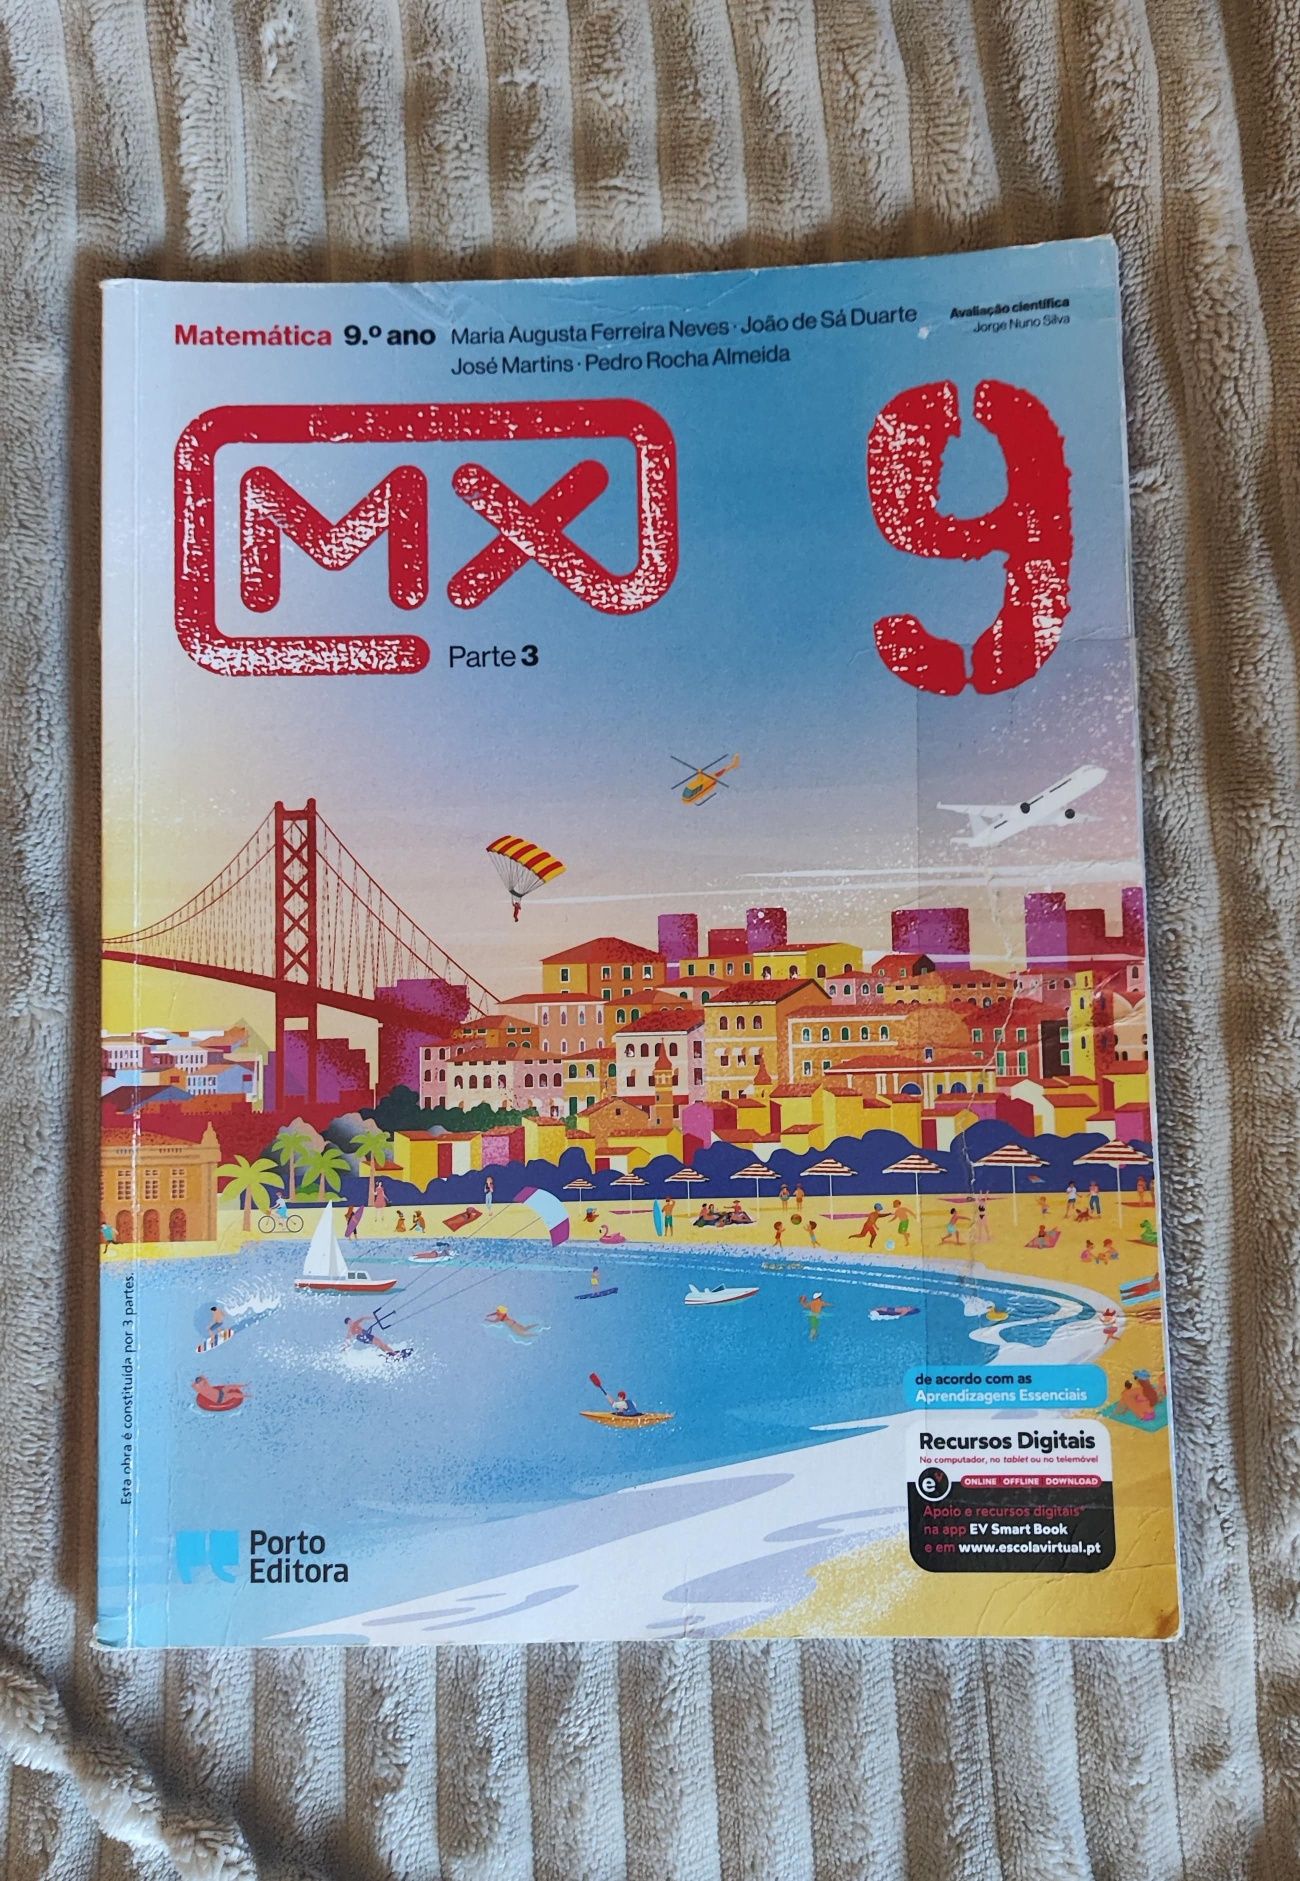 Matemática 9.º ano
Maria Augusta Ferreira Neves · João de Sá Duarte
José Martins · Pedro Rocha Almeida
Avaliação científica
Jorge Nuno Silva
MX
9
Parte 3
Esta obra é constituída por 3 partes.
de acordo com as
Aprendizagens Essenciais
Recursos Digitais
No computador, no tablet ou no telemóvel
ev
ONLINE OFFLINE DOWNLOAD
Apoio e recursos digitais*
na app EV Smart Book
e em www.escolavirtual.pt
Porto
Editora